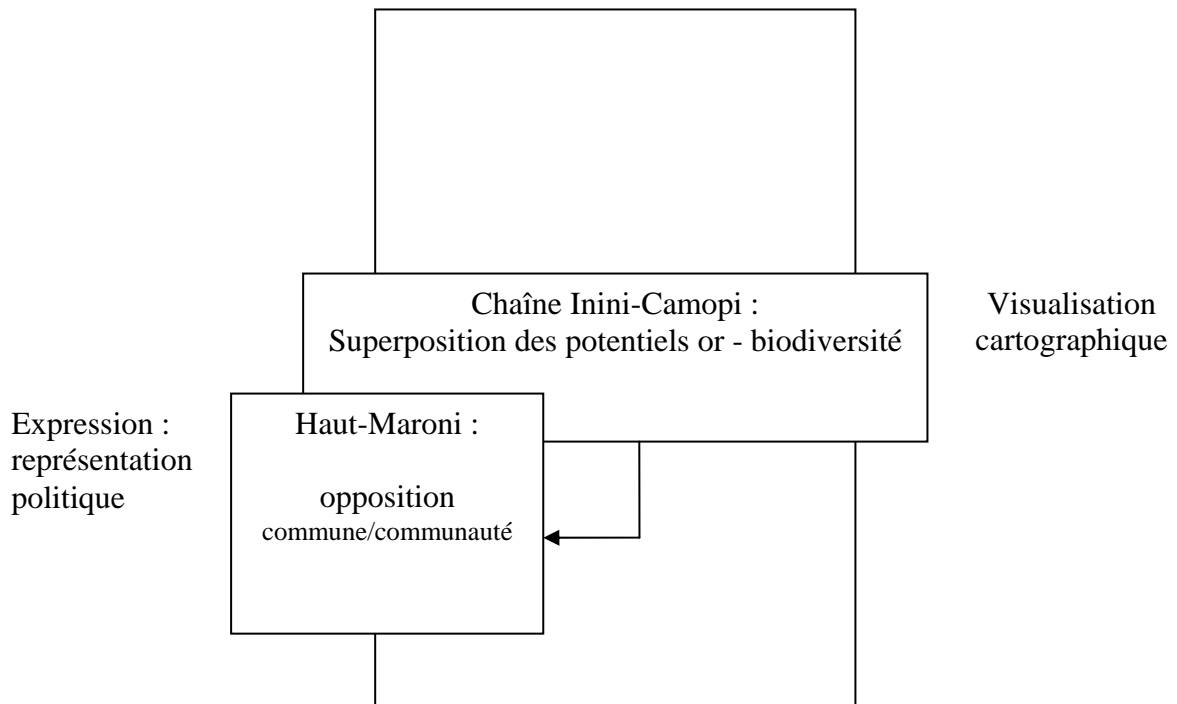 Chaîne Inini-Camopi :
Superposition des potentiels or - biodiversité
Visualisation
cartographique
Expression :
représentation
politique
Haut-Maroni :
opposition
commune/communauté